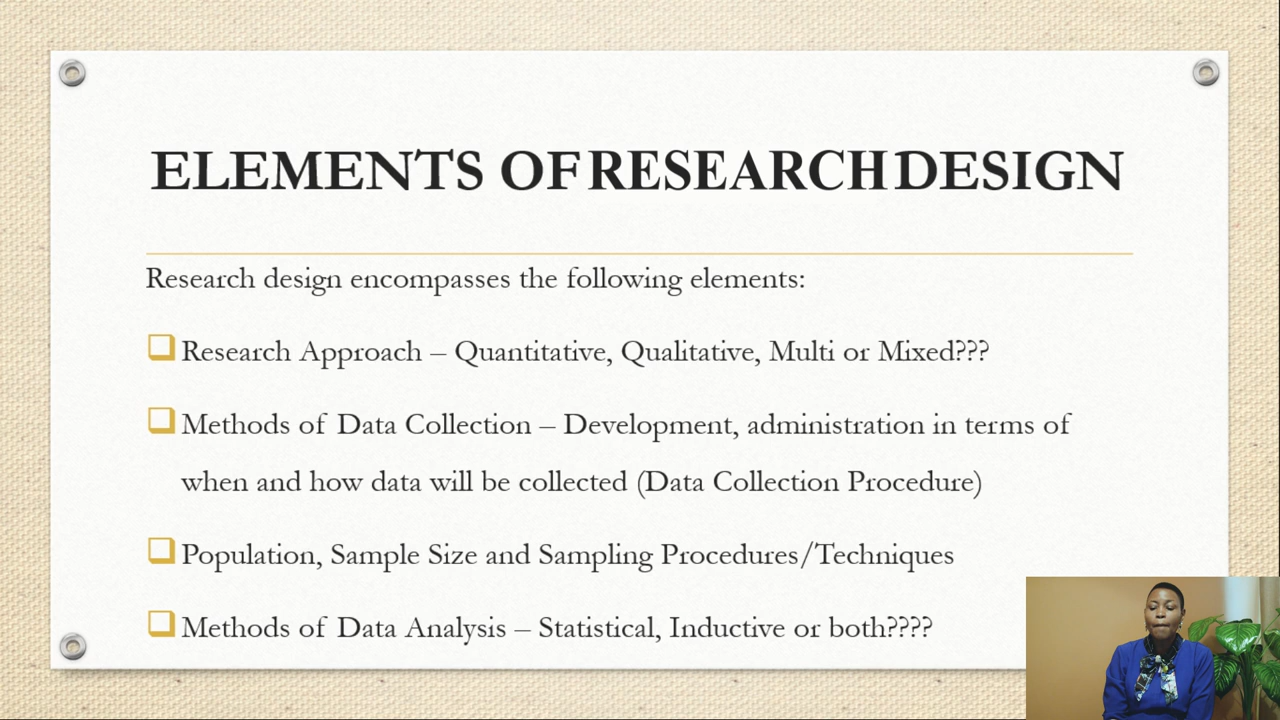 ELEMENTS OF RESEARCH DESIGN
Research design encompasses the following elements:
Research Approach – Quantitative, Qualitative, Multi or Mixed???
Methods of Data Collection – Development, administration in terms of
when and how data will be collected (Data Collection Procedure)
Population, Sample Size and Sampling Procedures/Techniques
Methods of Data Analysis – Statistical, Inductive or both????